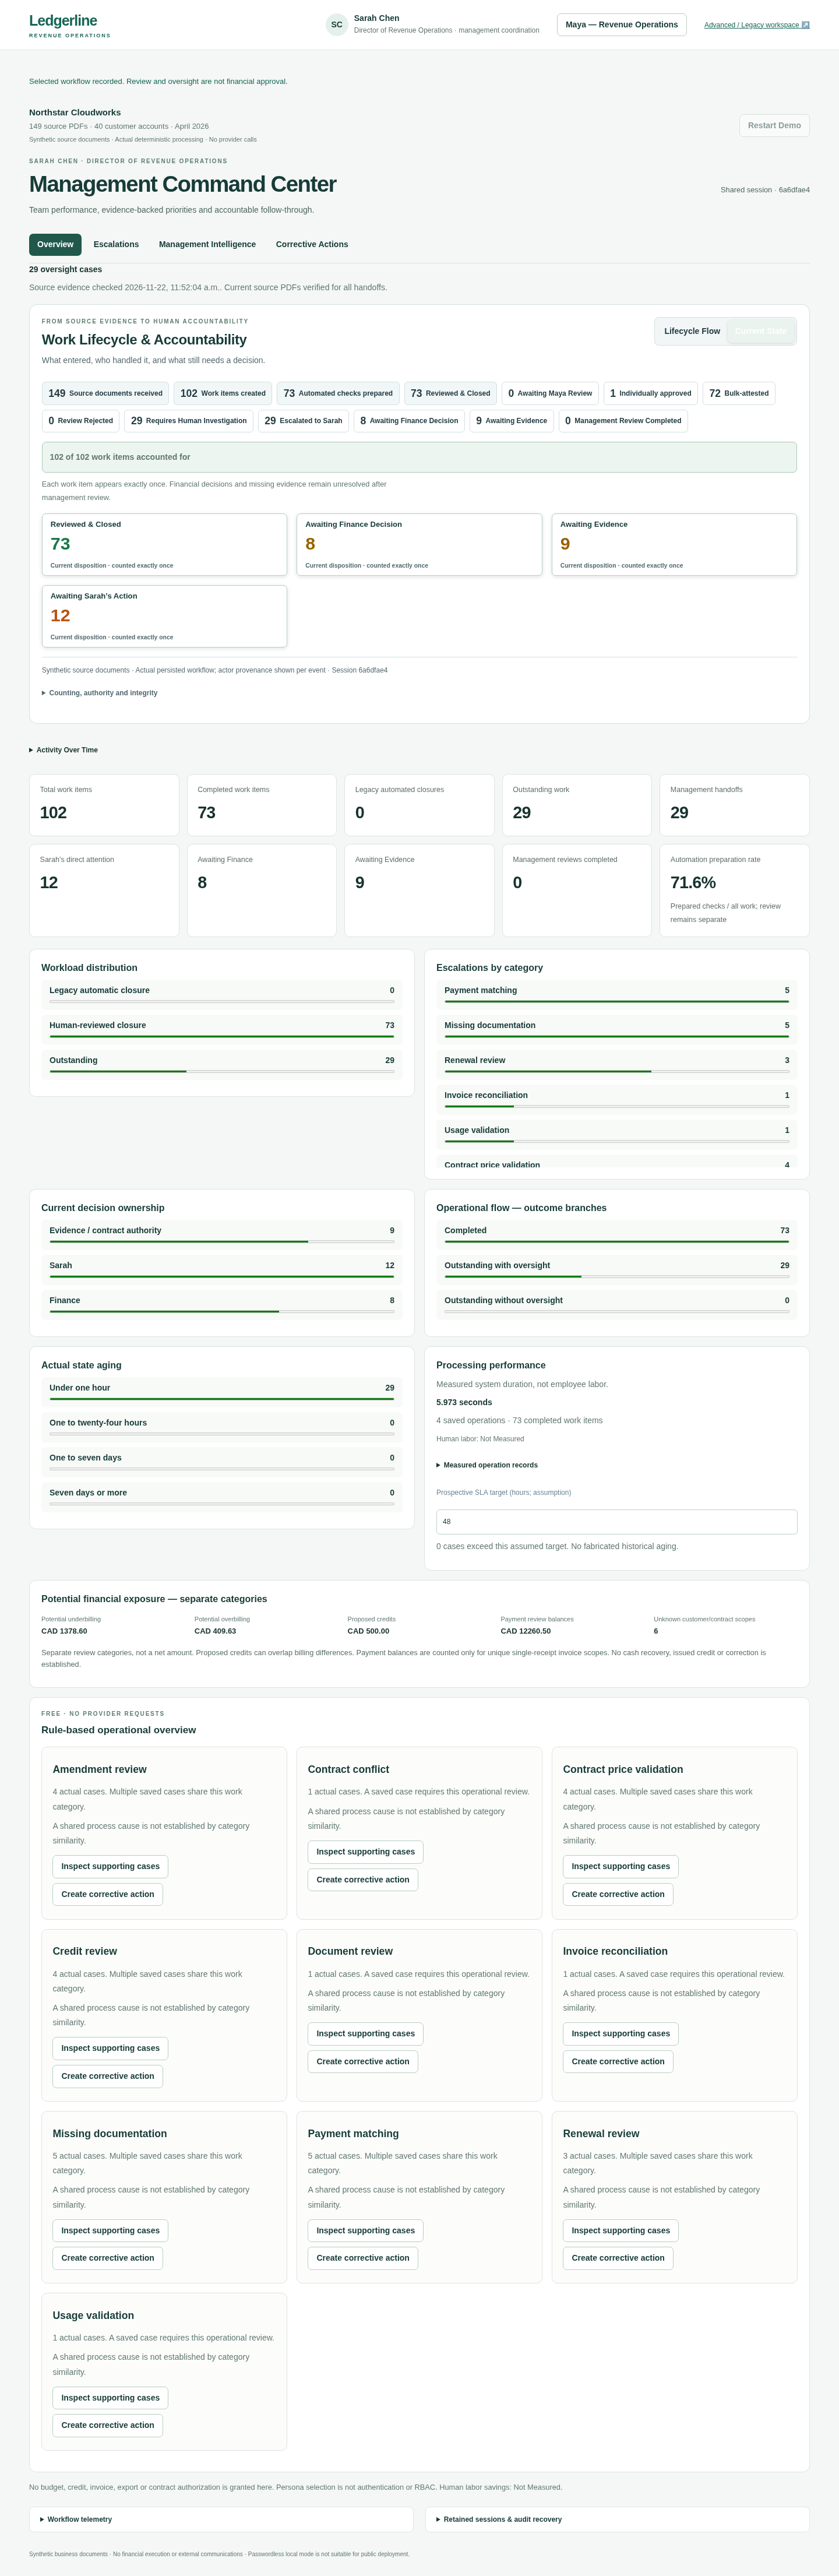 Ledgerline
REVENUE OPERATIONS
SC
Sarah Chen
Director of Revenue Operations · management coordination
Maya — Revenue Operations
Advanced / Legacy workspace ↗
Selected workflow recorded. Review and oversight are not financial approval.
Northstar Cloudworks
149 source PDFs · 40 customer accounts · April 2026
Synthetic source documents · Actual deterministic processing · No provider calls
Restart Demo
SARAH CHEN · DIRECTOR OF REVENUE OPERATIONS
Management Command Center
Shared session · 6a6dfae4
Team performance, evidence-backed priorities and accountable follow-through.
Overview
Escalations
Management Intelligence
Corrective Actions
29 oversight cases
Source evidence checked 2026-11-22, 11:52:04 a.m.. Current source PDFs verified for all handoffs.
FROM SOURCE EVIDENCE TO HUMAN ACCOUNTABILITY
Work Lifecycle & Accountability
What entered, who handled it, and what still needs a decision.
Lifecycle Flow
Current State
149 Source documents received
102 Work items created
73 Automated checks prepared
73 Reviewed & Closed
0 Awaiting Maya Review
1 Individually approved
72 Bulk-attested
0 Review Rejected
29 Requires Human Investigation
29 Escalated to Sarah
8 Awaiting Finance Decision
9 Awaiting Evidence
0 Management Review Completed
102 of 102 work items accounted for
Each work item appears exactly once. Financial decisions and missing evidence remain unresolved after
management review.
Reviewed & Closed
73
Current disposition · counted exactly once
Awaiting Finance Decision
8
Current disposition · counted exactly once
Awaiting Evidence
9
Current disposition · counted exactly once
Awaiting Sarah's Action
12
Current disposition · counted exactly once
Synthetic source documents · Actual persisted workflow; actor provenance shown per event · Session 6a6dfae4
▶ Counting, authority and integrity
▶ Activity Over Time
Total work items
102
Completed work items
73
Legacy automated closures
0
Outstanding work
29
Management handoffs
29
Sarah's direct attention
12
Awaiting Finance
8
Awaiting Evidence
9
Management reviews completed
0
Automation preparation rate
71.6%
Prepared checks / all work; review
remains separate
Workload distribution
Legacy automatic closure 0
Human-reviewed closure 73
Outstanding 29
Escalations by category
Payment matching 5
Missing documentation 5
Renewal review 3
Invoice reconciliation 1
Usage validation 1
Contract price validation 4
Current decision ownership
Evidence / contract authority 9
Sarah 12
Finance 8
Operational flow — outcome branches
Completed 73
Outstanding with oversight 29
Outstanding without oversight 0
Actual state aging
Under one hour 29
One to twenty-four hours 0
One to seven days 0
Seven days or more 0
Processing performance
Measured system duration, not employee labor.
5.973 seconds
4 saved operations · 73 completed work items
Human labor: Not Measured
▶ Measured operation records
Prospective SLA target (hours; assumption)
48
0 cases exceed this assumed target. No fabricated historical aging.
Potential financial exposure — separate categories
Potential underbilling
CAD 1378.60
Potential overbilling
CAD 409.63
Proposed credits
CAD 500.00
Payment review balances
CAD 12260.50
Unknown customer/contract scopes
6
Separate review categories, not a net amount. Proposed credits can overlap billing differences. Payment balances are counted only for unique single-receipt invoice scopes. No cash recovery, issued credit or correction is
established.
FREE · NO PROVIDER REQUESTS
Rule-based operational overview
Amendment review
4 actual cases. Multiple saved cases share this work
category.
A shared process cause is not established by category
similarity.
Inspect supporting cases
Create corrective action
Contract conflict
1 actual cases. A saved case requires this operational review.
A shared process cause is not established by category
similarity.
Inspect supporting cases
Create corrective action
Contract price validation
4 actual cases. Multiple saved cases share this work
category.
A shared process cause is not established by category
similarity.
Inspect supporting cases
Create corrective action
Credit review
4 actual cases. Multiple saved cases share this work
category.
A shared process cause is not established by category
similarity.
Inspect supporting cases
Create corrective action
Document review
1 actual cases. A saved case requires this operational review.
A shared process cause is not established by category
similarity.
Inspect supporting cases
Create corrective action
Invoice reconciliation
1 actual cases. A saved case requires this operational review.
A shared process cause is not established by category
similarity.
Inspect supporting cases
Create corrective action
Missing documentation
5 actual cases. Multiple saved cases share this work
category.
A shared process cause is not established by category
similarity.
Inspect supporting cases
Create corrective action
Payment matching
5 actual cases. Multiple saved cases share this work
category.
A shared process cause is not established by category
similarity.
Inspect supporting cases
Create corrective action
Renewal review
3 actual cases. Multiple saved cases share this work
category.
A shared process cause is not established by category
similarity.
Inspect supporting cases
Create corrective action
Usage validation
1 actual cases. A saved case requires this operational review.
A shared process cause is not established by category
similarity.
Inspect supporting cases
Create corrective action
No budget, credit, invoice, export or contract authorization is granted here. Persona selection is not authentication or RBAC. Human labor savings: Not Measured.
▶ Workflow telemetry
▶ Retained sessions & audit recovery
Synthetic business documents · No financial execution or external communications · Passwordless local mode is not suitable for public deployment.